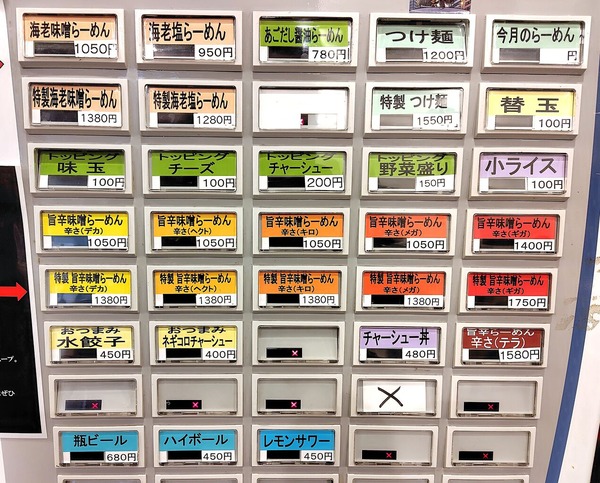 海老味噌らーめん
1050円
海老塩らーめん
950円
あごだし醤油らーめん
780円
つけ麺
1200円
今月のらーめん
円
特製海老味噌らーめん
1380円
特製海老塩らーめん
1280円
特製 つけ麺
1550円
替玉
100円
トッピング
味玉
100円
トッピング
チーズ
100円
トッピング
チャーシュー
200円
トッピング
野菜盛り
150円
小ライス
100円
旨辛味噌らーめん
辛さ(デカ)
1050円
旨辛味噌らーめん
辛さ(ヘクト)
1050円
旨辛味噌らーめん
辛さ(キロ)
1050円
旨辛味噌らーめん
辛さ(メガ)
1050円
旨辛味噌らーめん
辛さ(ギガ)
1400円
特製 旨辛味噌らーめん
辛さ(デカ)
1380円
特製 旨辛味噌らーめん
辛さ(ヘクト)
1380円
特製 旨辛味噌らーめん
辛さ(キロ)
1380円
特製 旨辛味噌らーめん
辛さ(メガ)
1380円
特製 旨辛味噌らーめん
辛さ(ギガ)
1750円
おつまみ
水餃子
450円
おつまみ
ネギコロチャーシュー
400円
×
チャーシュー丼
480円
旨辛らーめん
辛さ(テラ)
1580円
×
×
×
×
×
瓶ビール
680円
ハイボール
450円
レモンサワー
450円
×
×